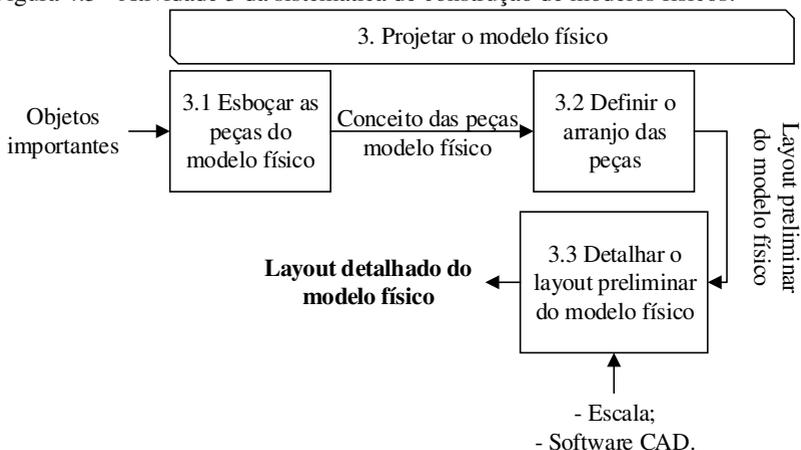 3. Projetar o modelo físico
Objetos
importantes
3.1 Esboçar as
peças do
modelo físico
Conceito das peças
modelo físico
3.2 Definir o
arranjo das
peças
Layout preliminar
do modelo físico
3.3 Detalhar o
layout preliminar
do modelo físico
Layout detalhado do
modelo físico
- Escala;
- Software CAD.